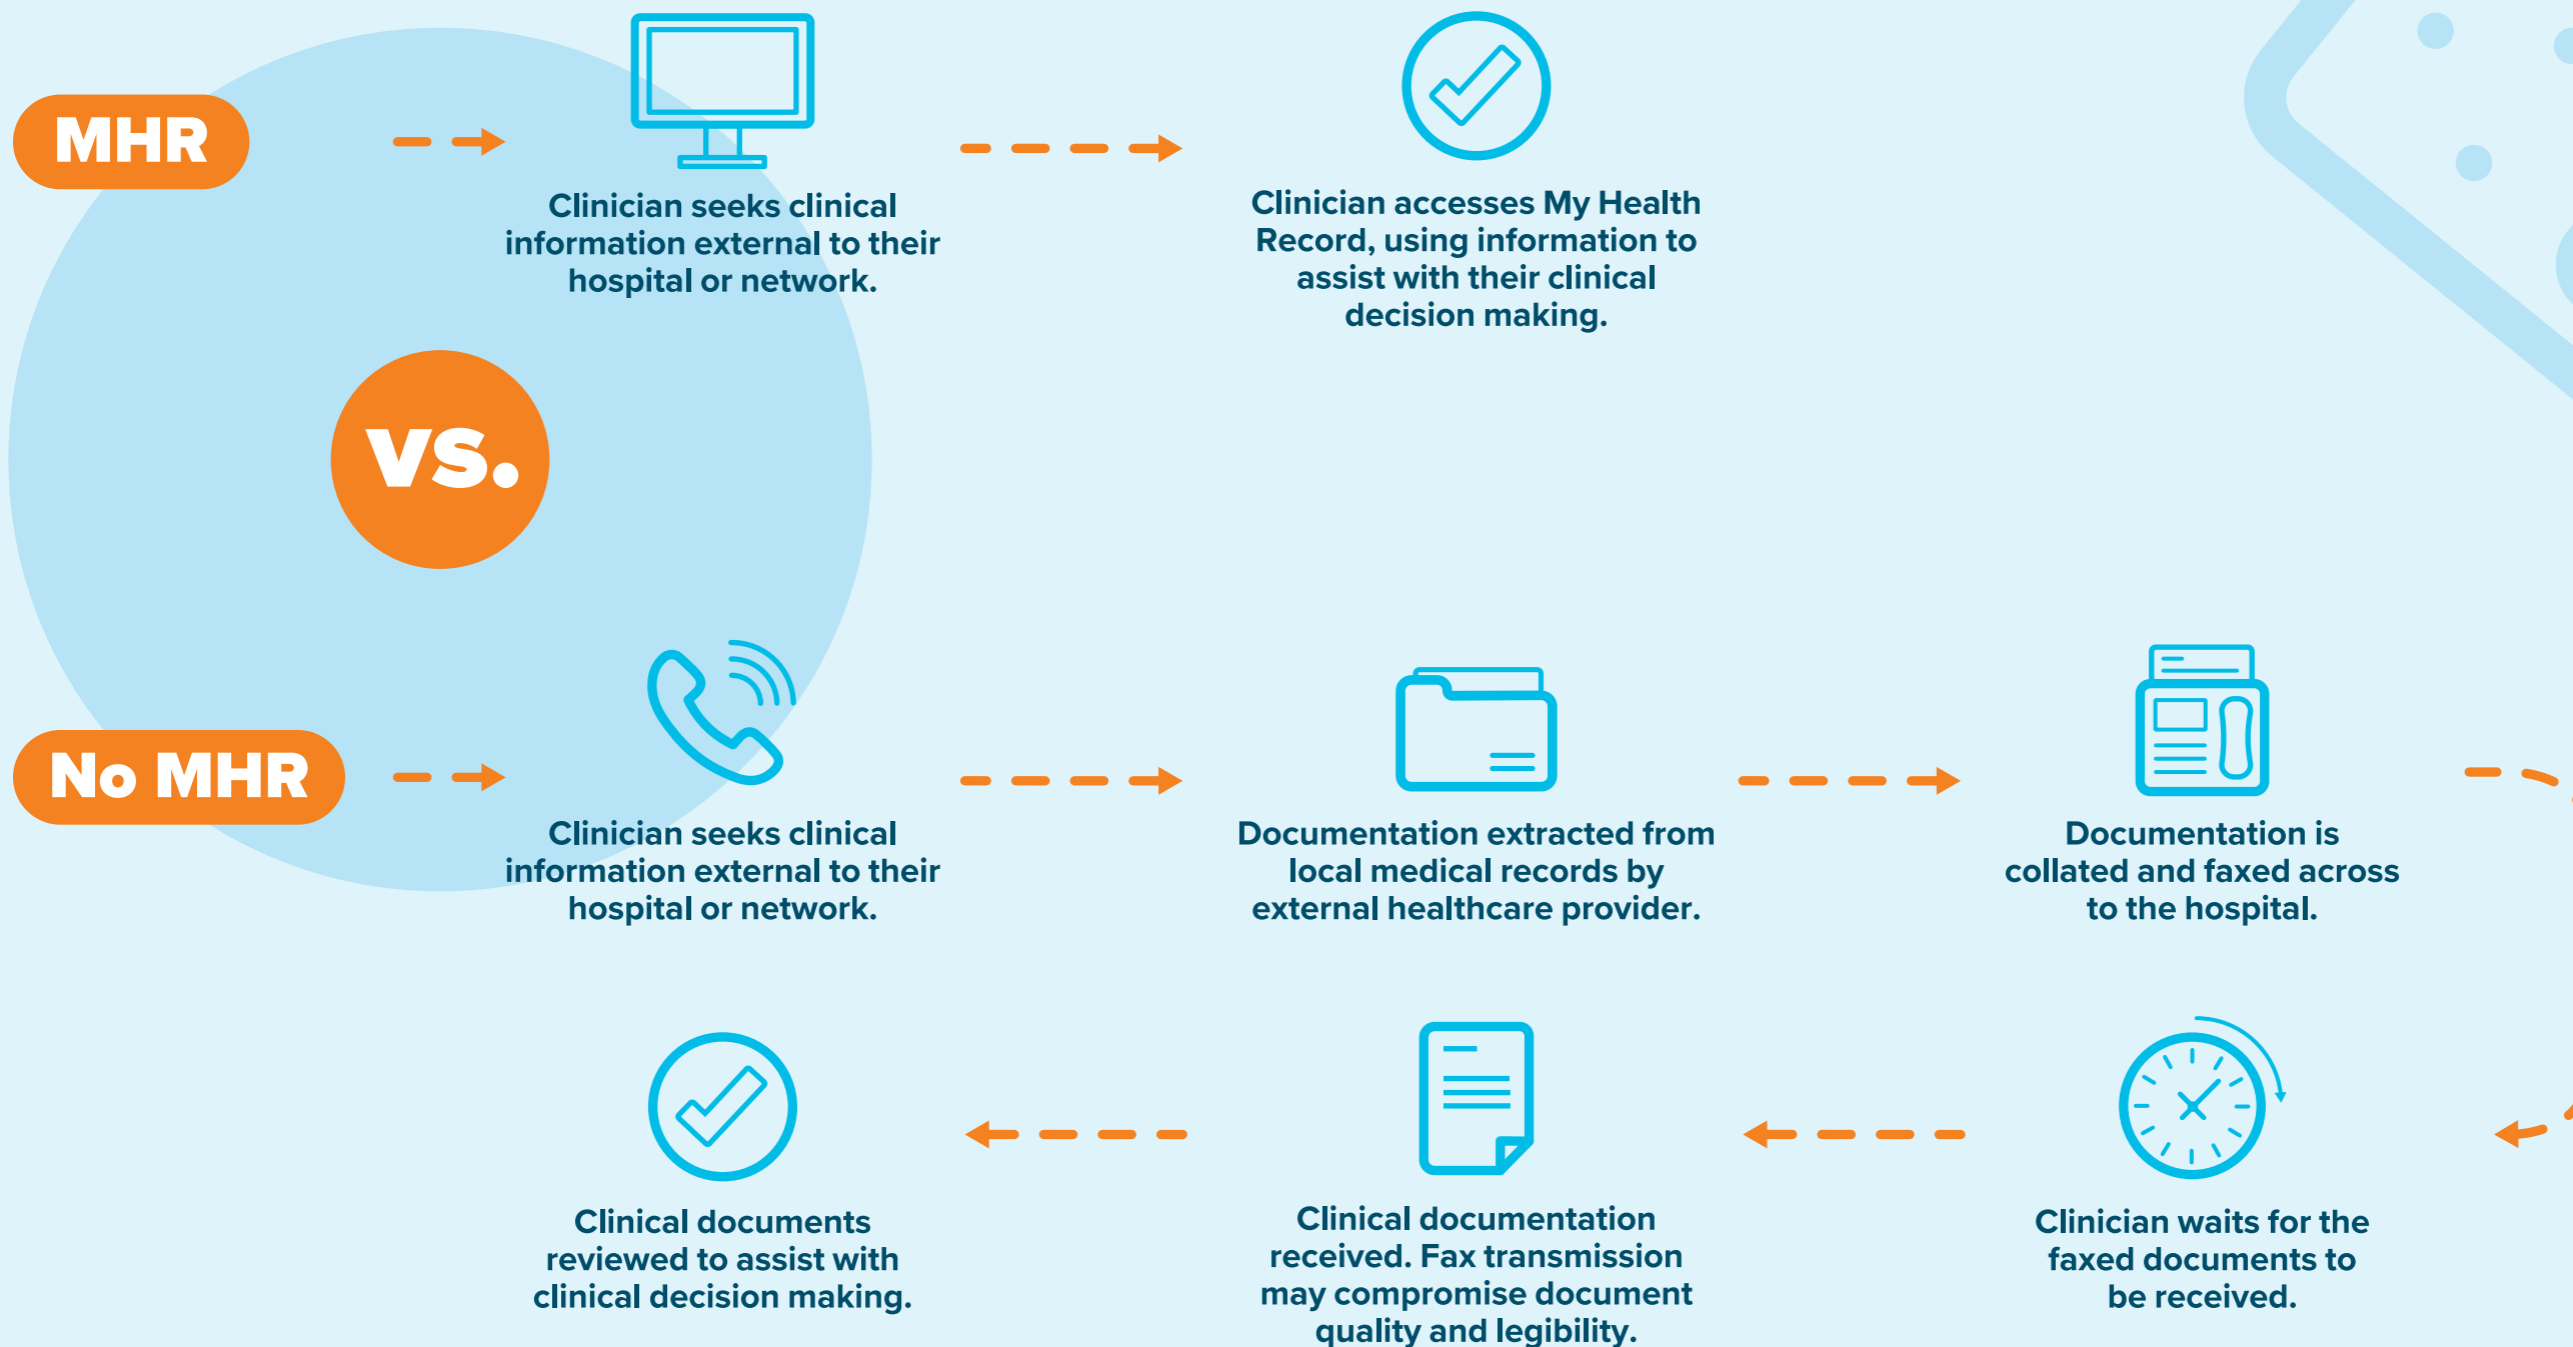 MHR
Clinician seeks clinical
information external to their
hospital or network.
Clinician accesses My Health
Record, using information to
assist with their clinical
decision making.
vs.
No MHR
Clinician seeks clinical
information external to their
hospital or network.
Documentation extracted from
local medical records by
external healthcare provider.
Documentation is
collated and faxed across
to the hospital.
Clinician waits for the
faxed documents to
be received.
Clinical documentation
received. Fax transmission
may compromise document
quality and legibility.
Clinical documents
reviewed to assist with
clinical decision making.